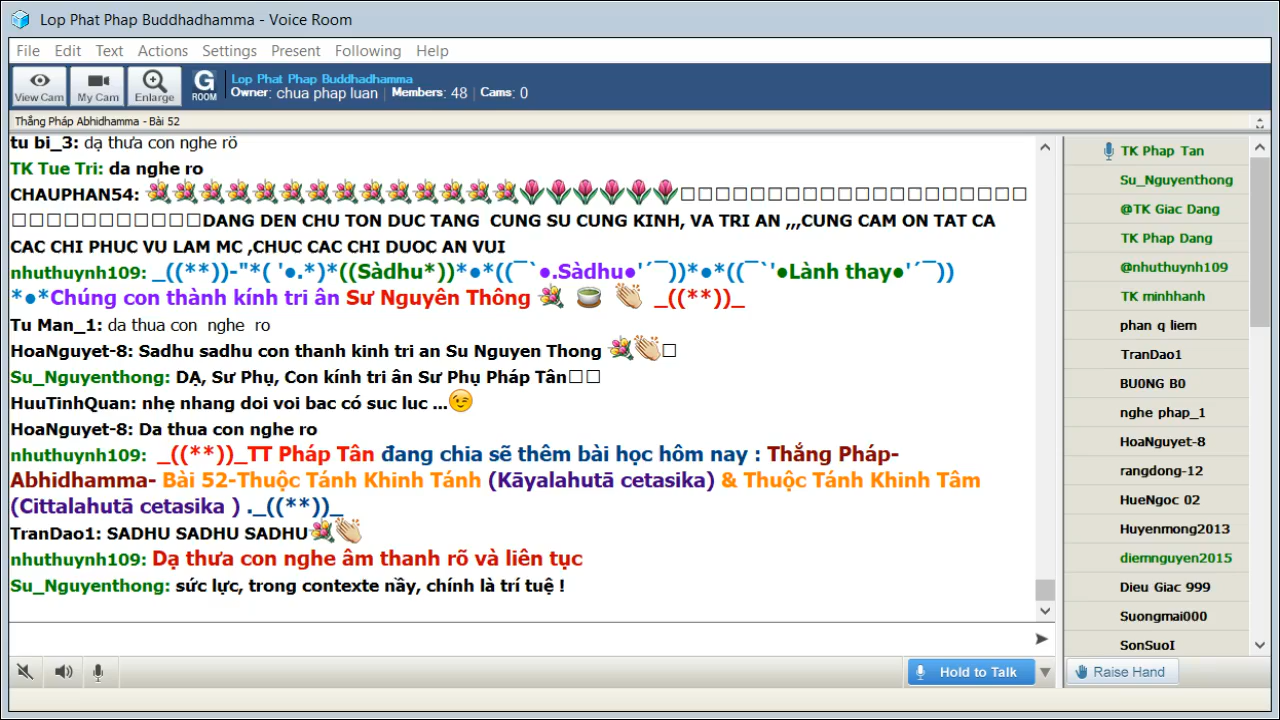 Lop Phat Phap Buddhadhamma - Voice Room
File Edit Text Actions Settings Present Following Help
View Cam My Cam Enlarge G ROOM
Lop Phat Phap Buddhadhamma
Owner: chua phap luan | Members: 48 | Cams: 0
Thắng Pháp Abhidhamma - Bài 52
tu bi_3: dạ thưa con nghe rõ
TK Tue Tri: da nghe ro
CHAUPHAN54:
DANG DEN CHU TON DUC TANG CUNG SU CUNG KINH, VA TRI AN ,,,CUNG CAM ON TAT CA
CAC CHI PHUC VU LAM MC ,CHUC CAC CHI DUOC AN VUI
nhuthuynh109: _((**))-"*( '●.*)*((Sàdhu*))*●*((¯`●.Sàdhu●'´¯))*●*((¯`'●Lành thay●'´¯))
*●*Chúng con thành kính tri ân Sư Nguyên Thông _((**))_
Tu Man_1: da thua con nghe ro
HoaNguyet-8: Sadhu sadhu con thanh kinh tri an Su Nguyen Thong
Su_Nguyenthong: DẠ, Sư Phụ, Con kính tri ân Sư Phụ Pháp Tân
HuuTinhQuan: nhẹ nhang doi voi bac có suc luc ...
HoaNguyet-8: Da thua con nghe ro
nhuthuynh109: _((**))_TT Pháp Tân đang chia sẽ thêm bài học hôm nay : Thắng Pháp-
Abhidhamma- Bài 52-Thuộc Tánh Khinh Tánh (Kāyalahutā cetasika) & Thuộc Tánh Khinh Tâm
(Cittalahutā cetasika ) ._((**))_
TranDao1: SADHU SADHU SADHU
nhuthuynh109: Dạ thưa con nghe âm thanh rõ và liên tục
Su_Nguyenthong: sức lực, trong contexte nầy, chính là trí tuệ !
Hold to Talk
TK Phap Tan
Su_Nguyenthong
@TK Giac Dang
TK Phap Dang
@nhuthuynh109
TK minhhanh
phan q liem
TranDao1
BU0NG B0
nghe phap_1
HoaNguyet-8
rangdong-12
HueNgoc 02
Huyenmong2013
diemnguyen2015
Dieu Giac 999
Suongmai000
SonSuoI
Raise Hand